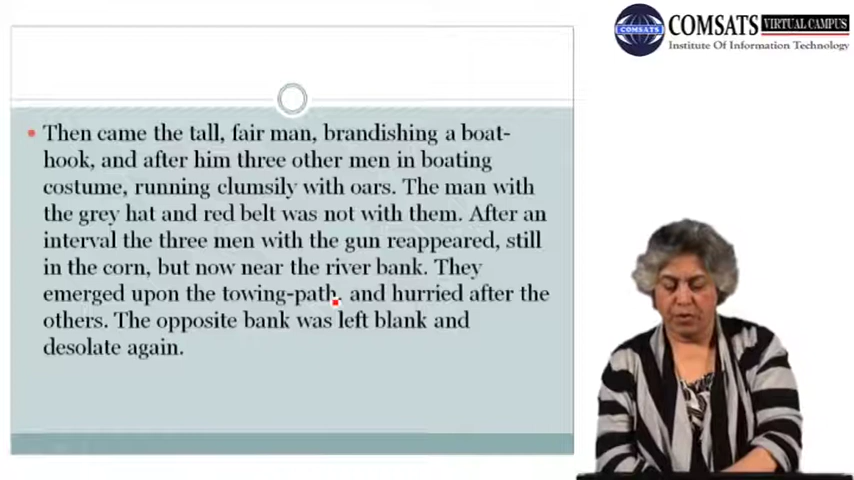 COMSATS VIRTUAL CAMPUS
COMSATS
Institute Of Information Technology
Then came the tall, fair man, brandishing a boat-
hook, and after him three other men in boating
costume, running clumsily with oars. The man with
the grey hat and red belt was not with them. After an
interval the three men with the gun reappeared, still
in the corn, but now near the river bank. They
emerged upon the towing-path, and hurried after the
others. The opposite bank was left blank and
desolate again.